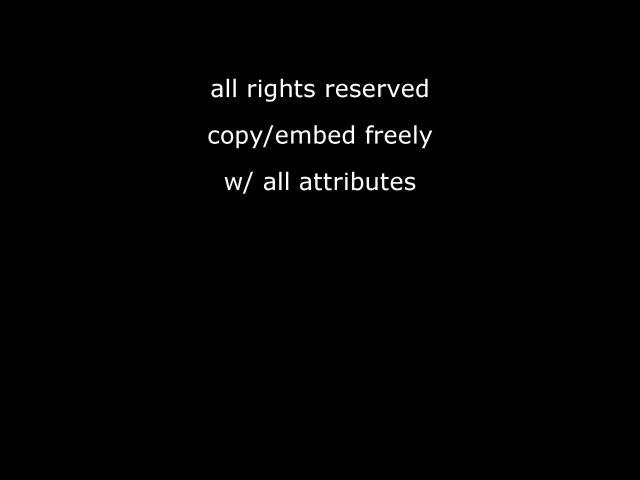 all rights reserved
copy/embed freely
w/ all attributes